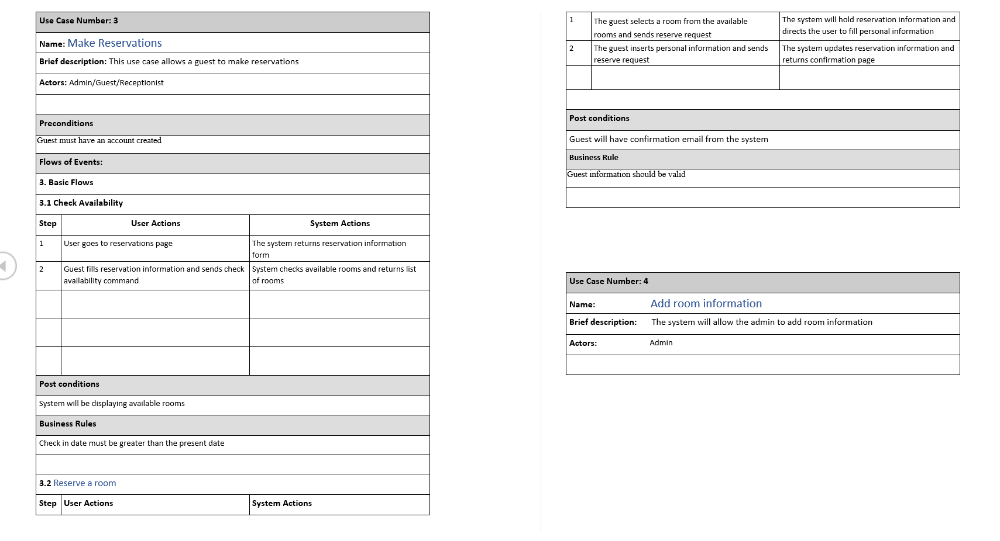 Use Case Number: 3
Name: Make Reservations
Brief description: This use case allows a guest to make reservations
Actors: Admin/Guest/Receptionist
Preconditions
Guest must have an account created
Flows of Events:
3. Basic Flows
3.1 Check Availability
Step User Actions System Actions
1 User goes to reservations page The system returns reservation information
form
2 Guest fills reservation information and sends check System checks available rooms and returns list
availability command of rooms
Post conditions
System will be displaying available rooms
Business Rules
Check in date must be greater than the present date
3.2 Reserve a room
Step User Actions System Actions
1 The guest selects a room from the available The system will hold reservation information and
rooms and sends reserve request directs the user to fill personal information
2 The guest inserts personal information and sends The system updates reservation information and
reserve request returns confirmation page
Post conditions
Guest will have confirmation email from the system
Business Rule
Guest information should be valid
Use Case Number: 4
Name: Add room information
Brief description: The system will allow the admin to add room information
Actors: Admin